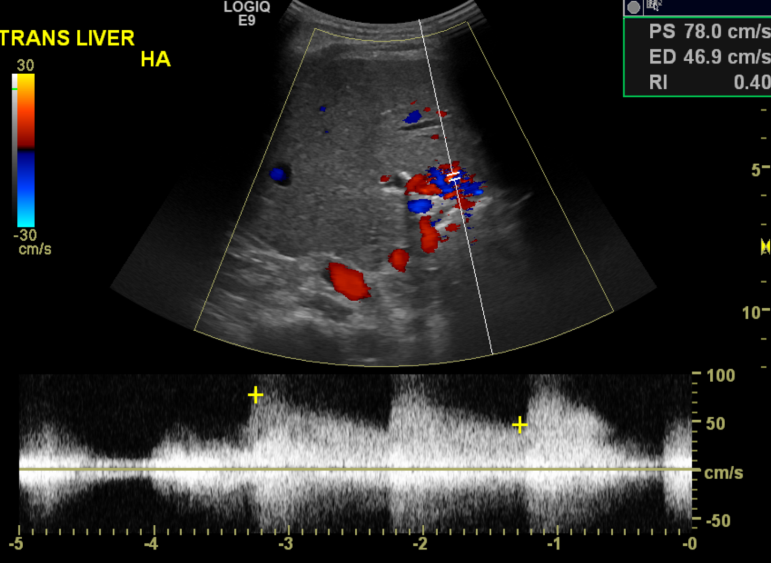 LOGIQ
E9
TRANS LIVER
HA
PS 78.0 cm/s
ED 46.9 cm/s
RI 0.40
30
-30
cm/s
5
10
100
50
cm/s
-50
-5 -4 -3 -2 -1 -0